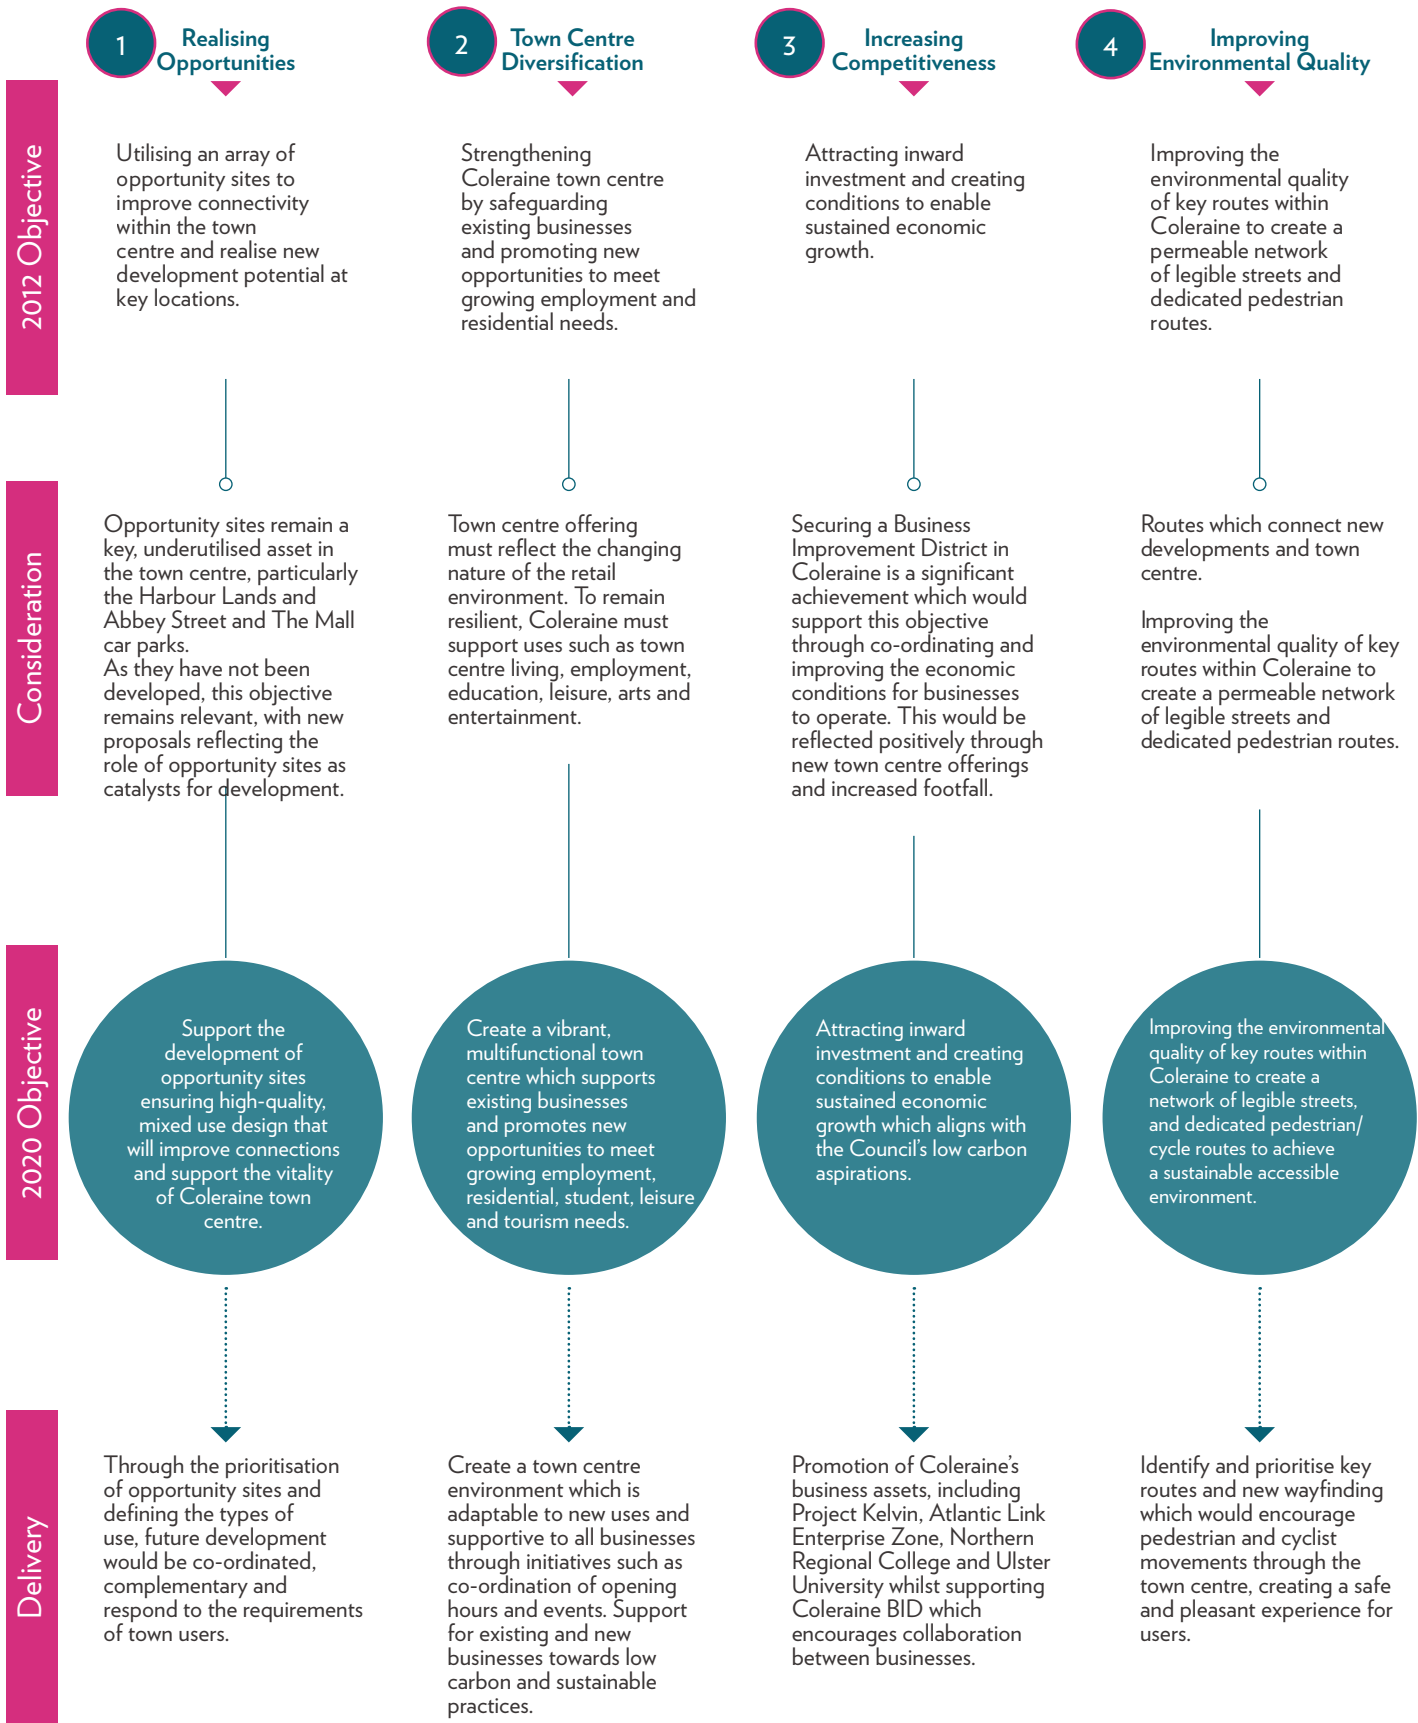 1
Realising
Opportunities
2
Town Centre
Diversification
3
Increasing
Competitiveness
4
Improving
Environmental Quality
2012 Objective
Utilising an array of
opportunity sites to
improve connectivity
within the town
centre and realise new
development potential at
key locations.
Strengthening
Coleraine town centre
by safeguarding
existing businesses
and promoting new
opportunities to meet
growing employment and
residential needs.
Attracting inward
investment and creating
conditions to enable
sustained economic
growth.
Improving the
environmental quality
of key routes within
Coleraine to create a
permeable network
of legible streets and
dedicated pedestrian
routes.
Consideration
Opportunity sites remain a
key, underutilised asset in
the town centre, particularly
the Harbour Lands and
Abbey Street and The Mall
car parks.
As they have not been
developed, this objective
remains relevant, with new
proposals reflecting the
role of opportunity sites as
catalysts for development.
Town centre offering
must reflect the changing
nature of the retail
environment. To remain
resilient, Coleraine must
support uses such as town
centre living, employment,
education, leisure, arts and
entertainment.
Securing a Business
Improvement District in
Coleraine is a significant
achievement which would
support this objective
through co-ordinating and
improving the economic
conditions for businesses
to operate. This would be
reflected positively through
new town centre offerings
and increased footfall.
Routes which connect new
developments and town
centre.
Improving the
environmental quality of key
routes within Coleraine to
create a permeable network
of legible streets and
dedicated pedestrian routes.
2020 Objective
Support the
development of
opportunity sites
ensuring high-quality,
mixed use design that
will improve connections
and support the vitality
of Coleraine town
centre.
Create a vibrant,
multifunctional town
centre which supports
existing businesses
and promotes new
opportunities to meet
growing employment,
residential, student, leisure
and tourism needs.
Attracting inward
investment and creating
conditions to enable
sustained economic
growth which aligns with
the Council's low carbon
aspirations.
Improving the environmental
quality of key routes within
Coleraine to create a
network of legible streets,
and dedicated pedestrian/
cycle routes to achieve
a sustainable accessible
environment.
Delivery
Through the prioritisation
of opportunity sites and
defining the types of
use, future development
would be co-ordinated,
complementary and
respond to the requirements
of town users.
Create a town centre
environment which is
adaptable to new uses and
supportive to all businesses
through initiatives such as
co-ordination of opening
hours and events. Support
for existing and new
businesses towards low
carbon and sustainable
practices.
Promotion of Coleraine's
business assets, including
Project Kelvin, Atlantic Link
Enterprise Zone, Northern
Regional College and Ulster
University whilst supporting
Coleraine BID which
encourages collaboration
between businesses.
Identify and prioritise key
routes and new wayfinding
which would encourage
pedestrian and cyclist
movements through the
town centre, creating a safe
and pleasant experience for
users.